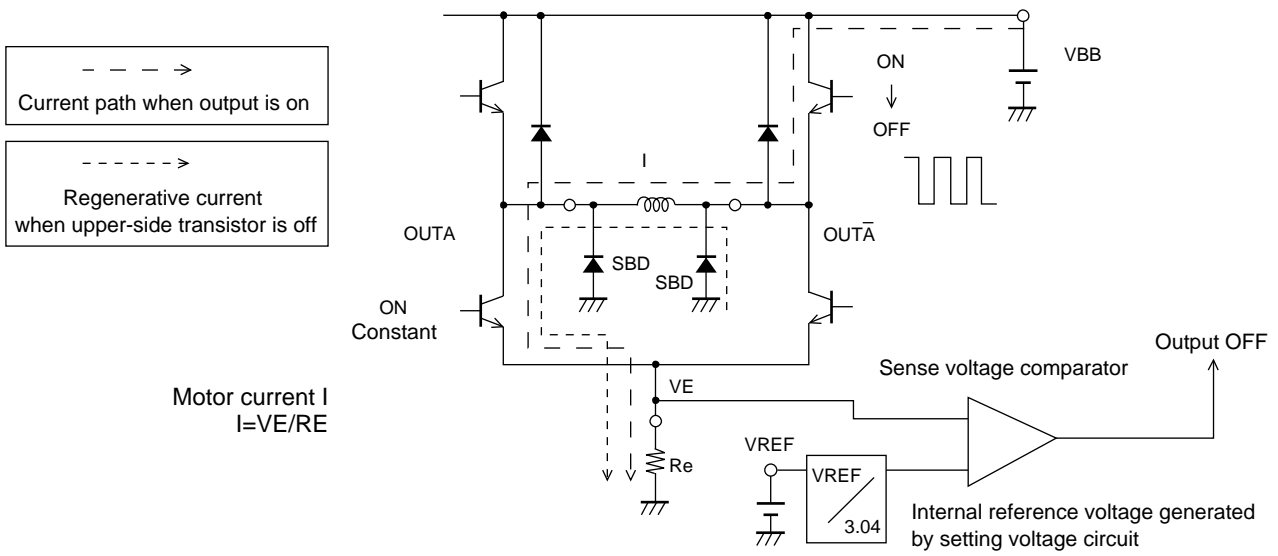 Current path when output is on
Regenerative current
when upper-side transistor is off
VBB
ON
OFF
I
OUTA
OUTA̅
SBD
SBD
ON
Constant
Motor current I
I=VE/RE
VE
Re
Sense voltage comparator
Output OFF
VREF
VREF
3.04
Internal reference voltage generated
by setting voltage circuit